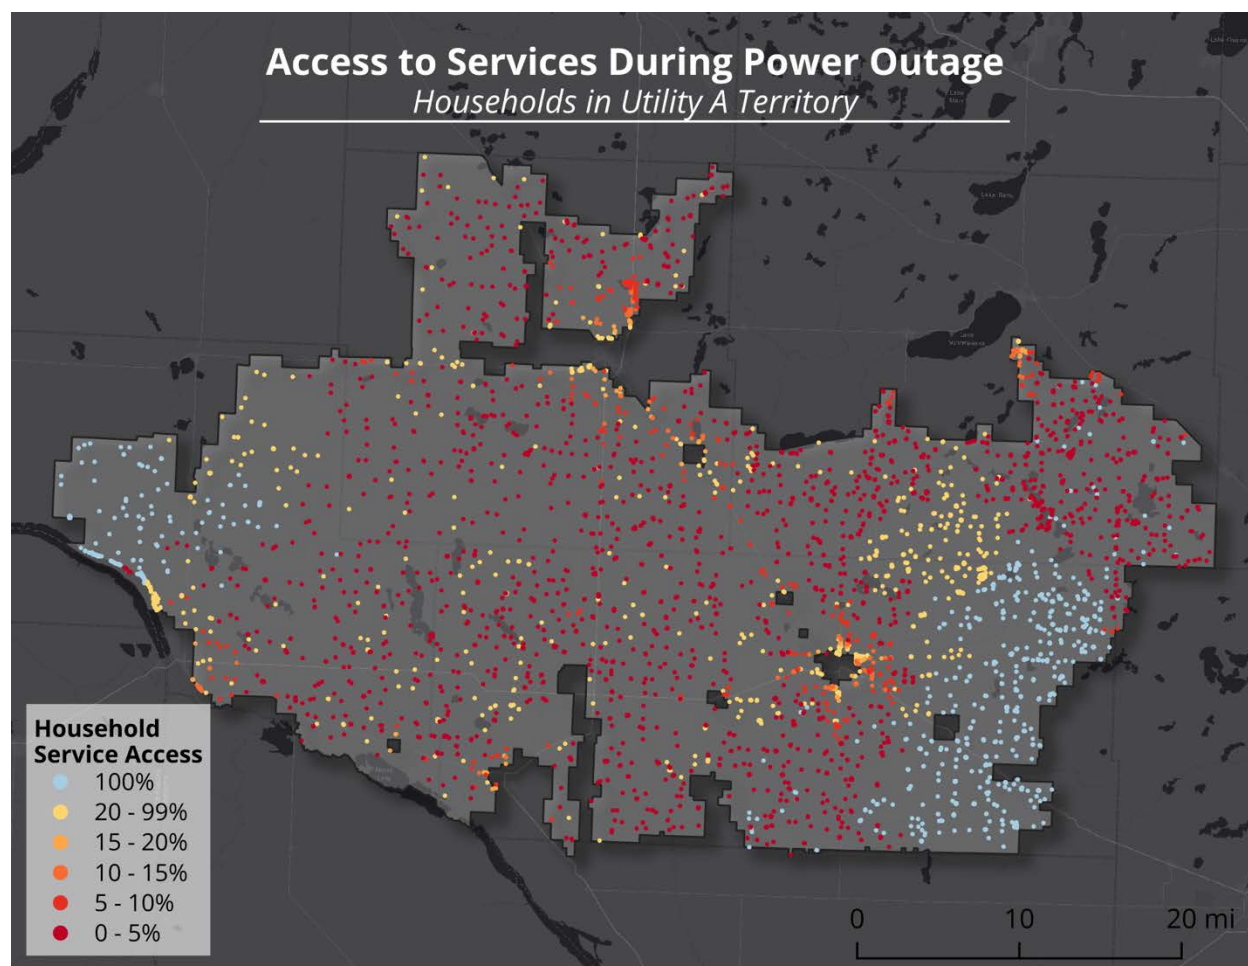 Access to Services During Power Outage
Households in Utility A Territory
Household
Service Access
100%
20 - 99%
15 - 20%
10 - 15%
5 - 10%
0 - 5%
0 10 20 mi